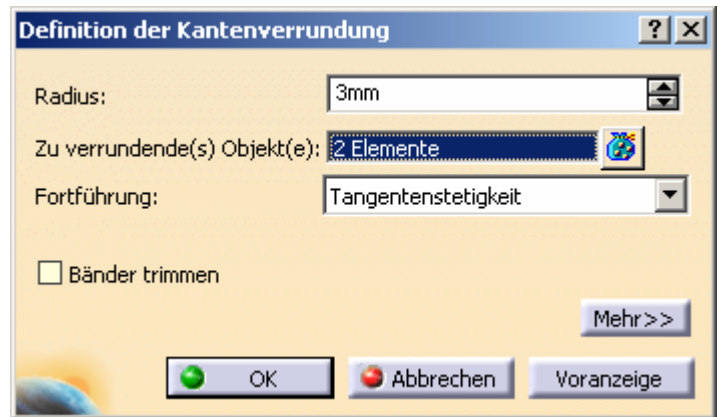 Definition der Kantenverrundung ? X
Radius: 3mm
Zu verrundende(s) Objekt(e): 2 Elemente
Fortführung: Tangentenstetigkeit
Bänder trimmen
Mehr>>
OK Abbrechen Voranzeige